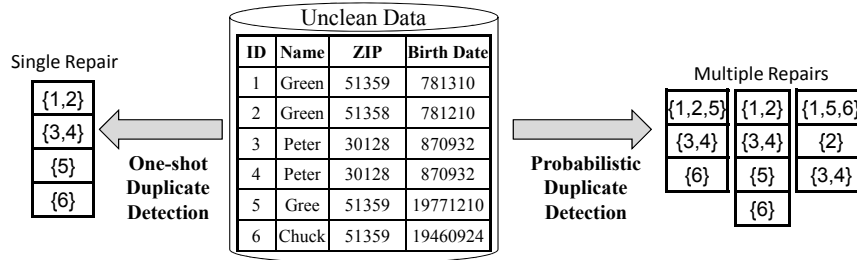 Unclean Data
ID Name ZIP Birth Date
1 Green 51359 781310
2 Green 51358 781210
3 Peter 30128 870932
4 Peter 30128 870932
5 Gree 51359 19771210
6 Chuck 51359 19460924
Single Repair
{1,2}
{3,4}
{5}
{6}
One-shot
Duplicate
Detection
Probabilistic
Duplicate
Detection
Multiple Repairs
{1,2,5} {1,2} {1,5,6}
{3,4} {3,4} {2}
{6} {5} {3,4}
{6}